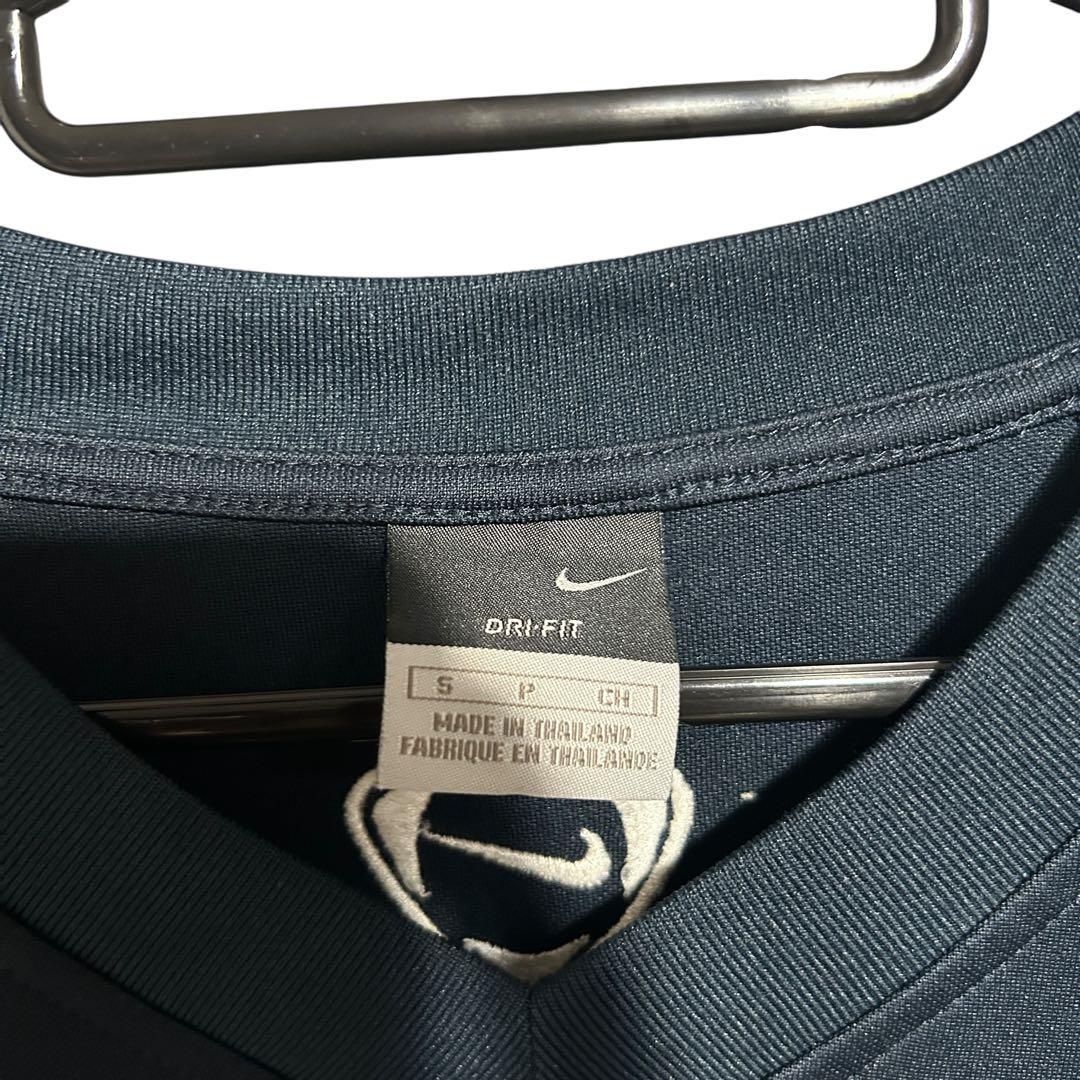 DRI-FIT
S P CH
MADE IN THAILAND
FABRIQUE EN THAILANDE